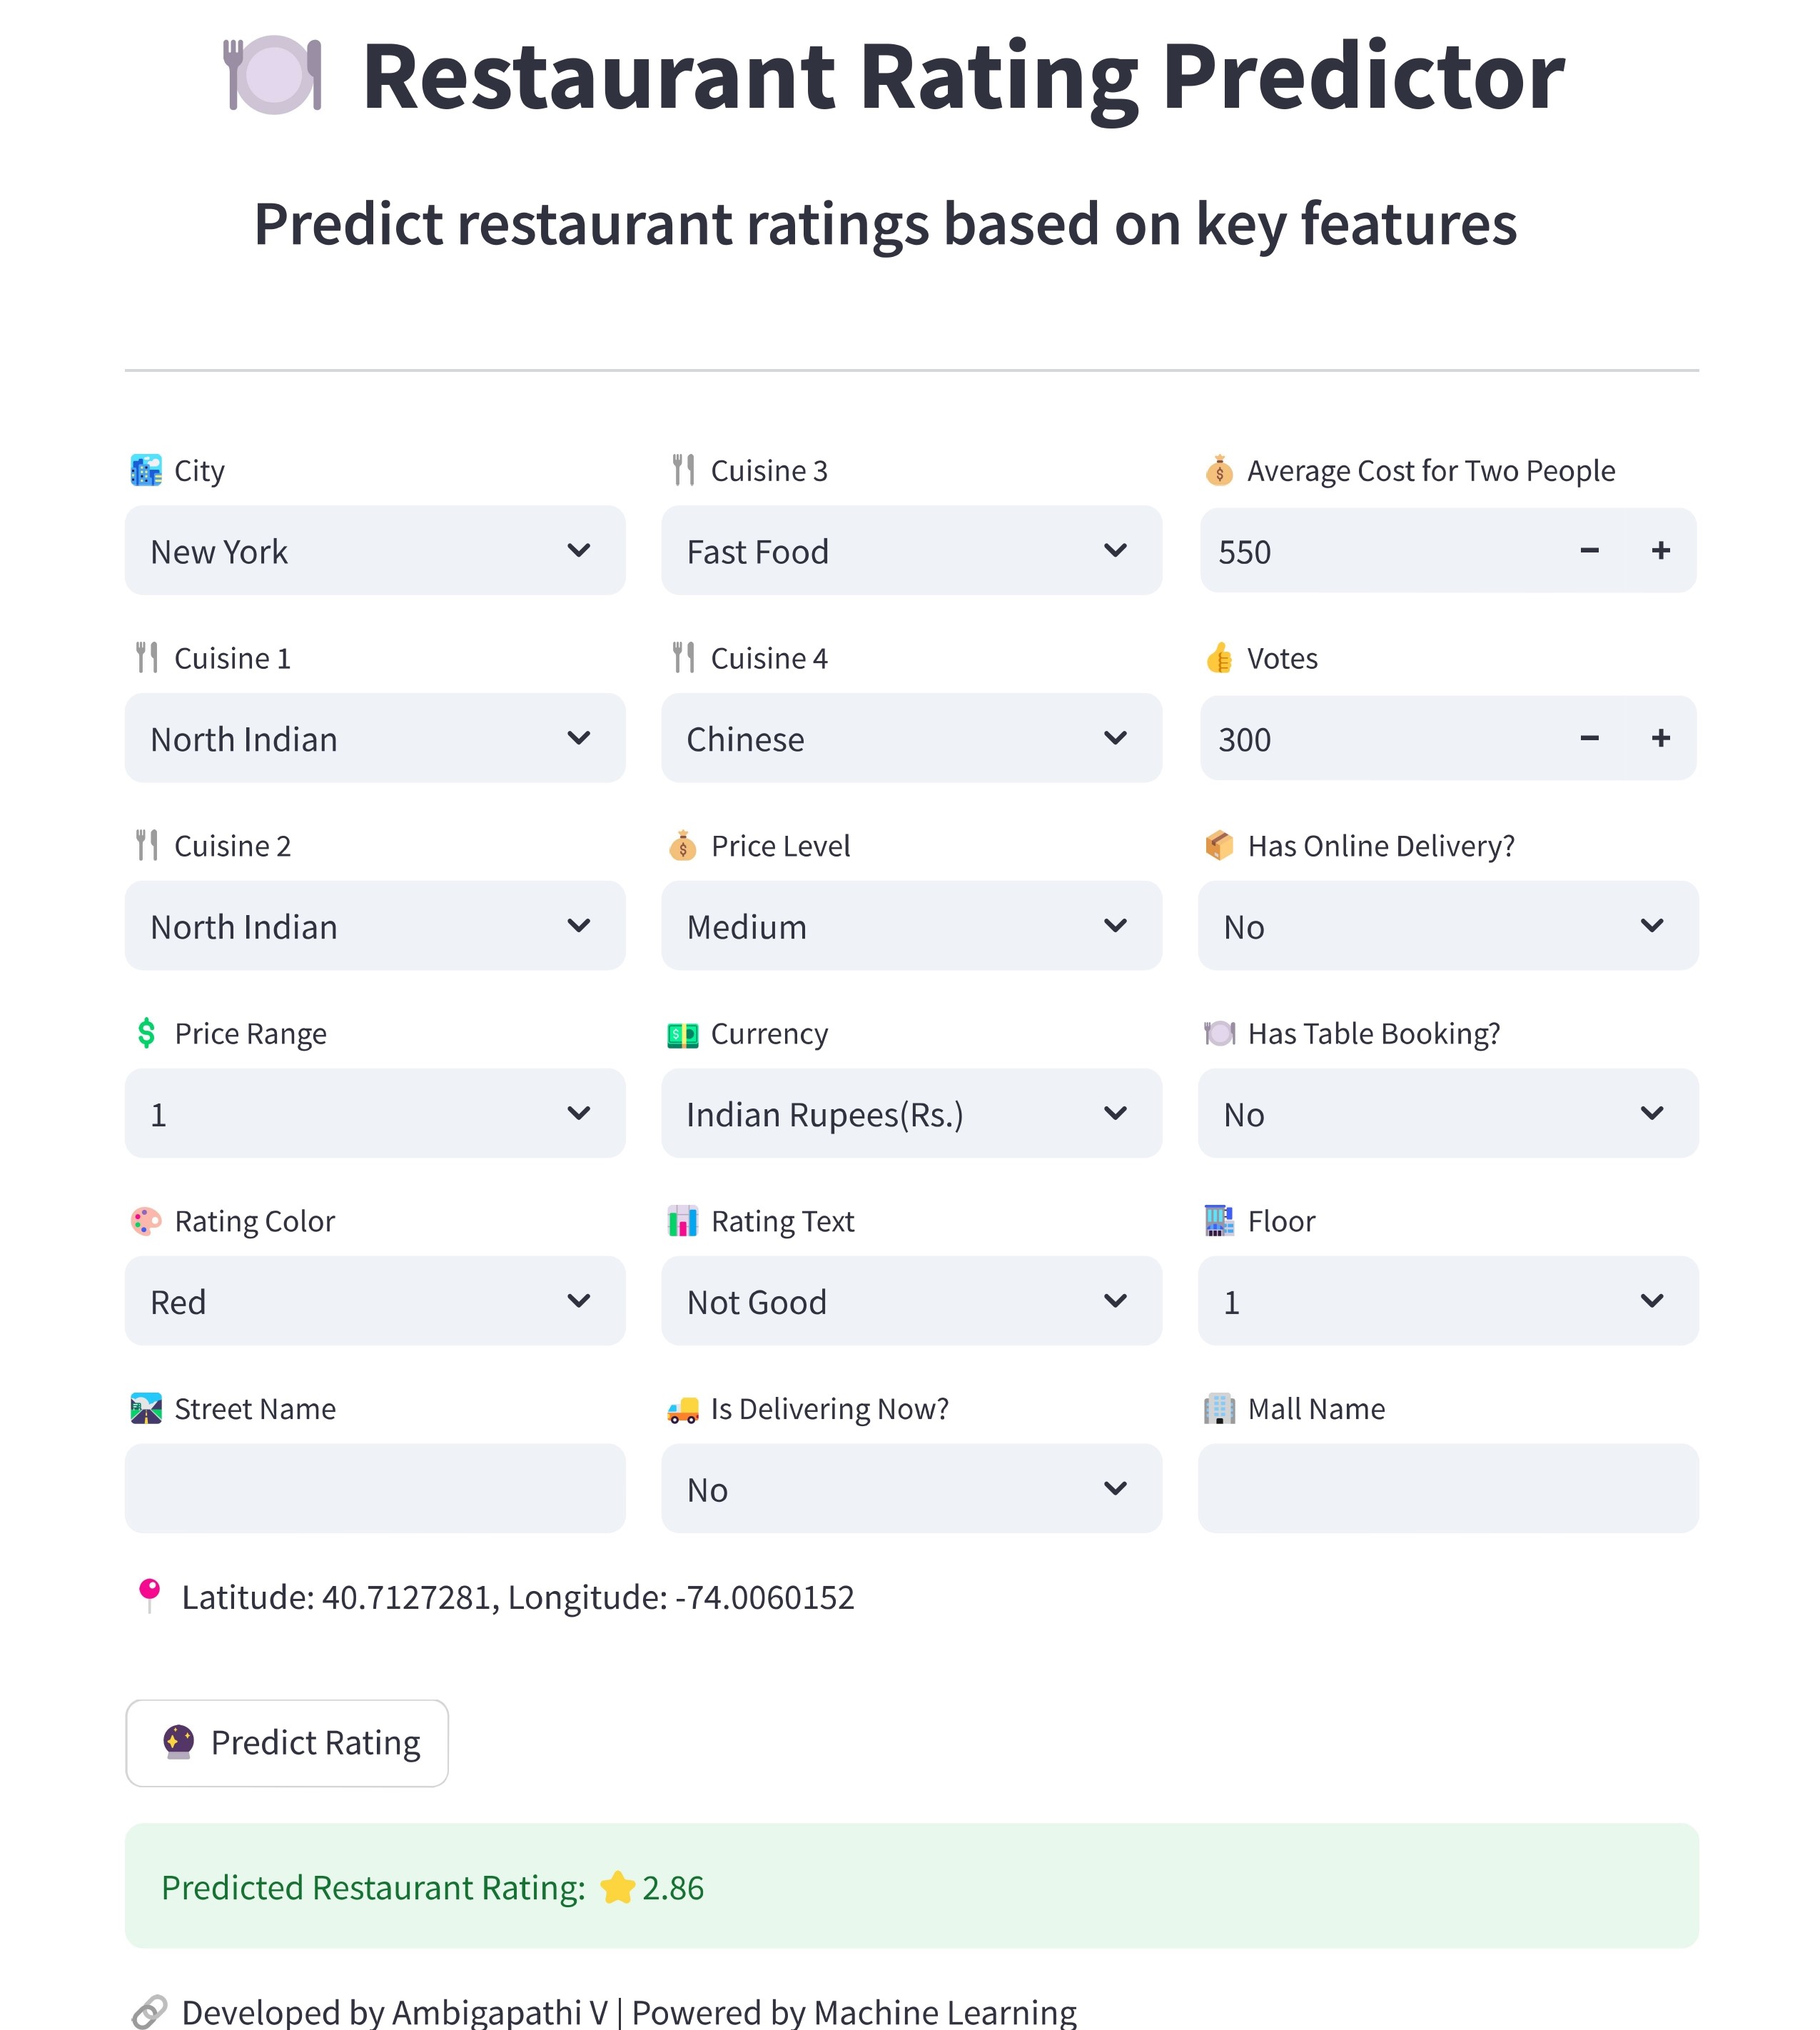 Restaurant Rating Predictor
Predict restaurant ratings based on key features
City
Cuisine 3
Average Cost for Two People
New York
Fast Food
550
Cuisine 1
Cuisine 4
Votes
North Indian
Chinese
300
Cuisine 2
Price Level
Has Online Delivery?
North Indian
Medium
No
Price Range
Currency
Has Table Booking?
1
Indian Rupees(Rs.)
No
Rating Color
Rating Text
Floor
Red
Not Good
1
Street Name
Is Delivering Now?
Mall Name
No
Latitude: 40.7127281, Longitude: -74.0060152
Predict Rating
Predicted Restaurant Rating: ⭐2.86
Developed by Ambigapathi V | Powered by Machine Learning